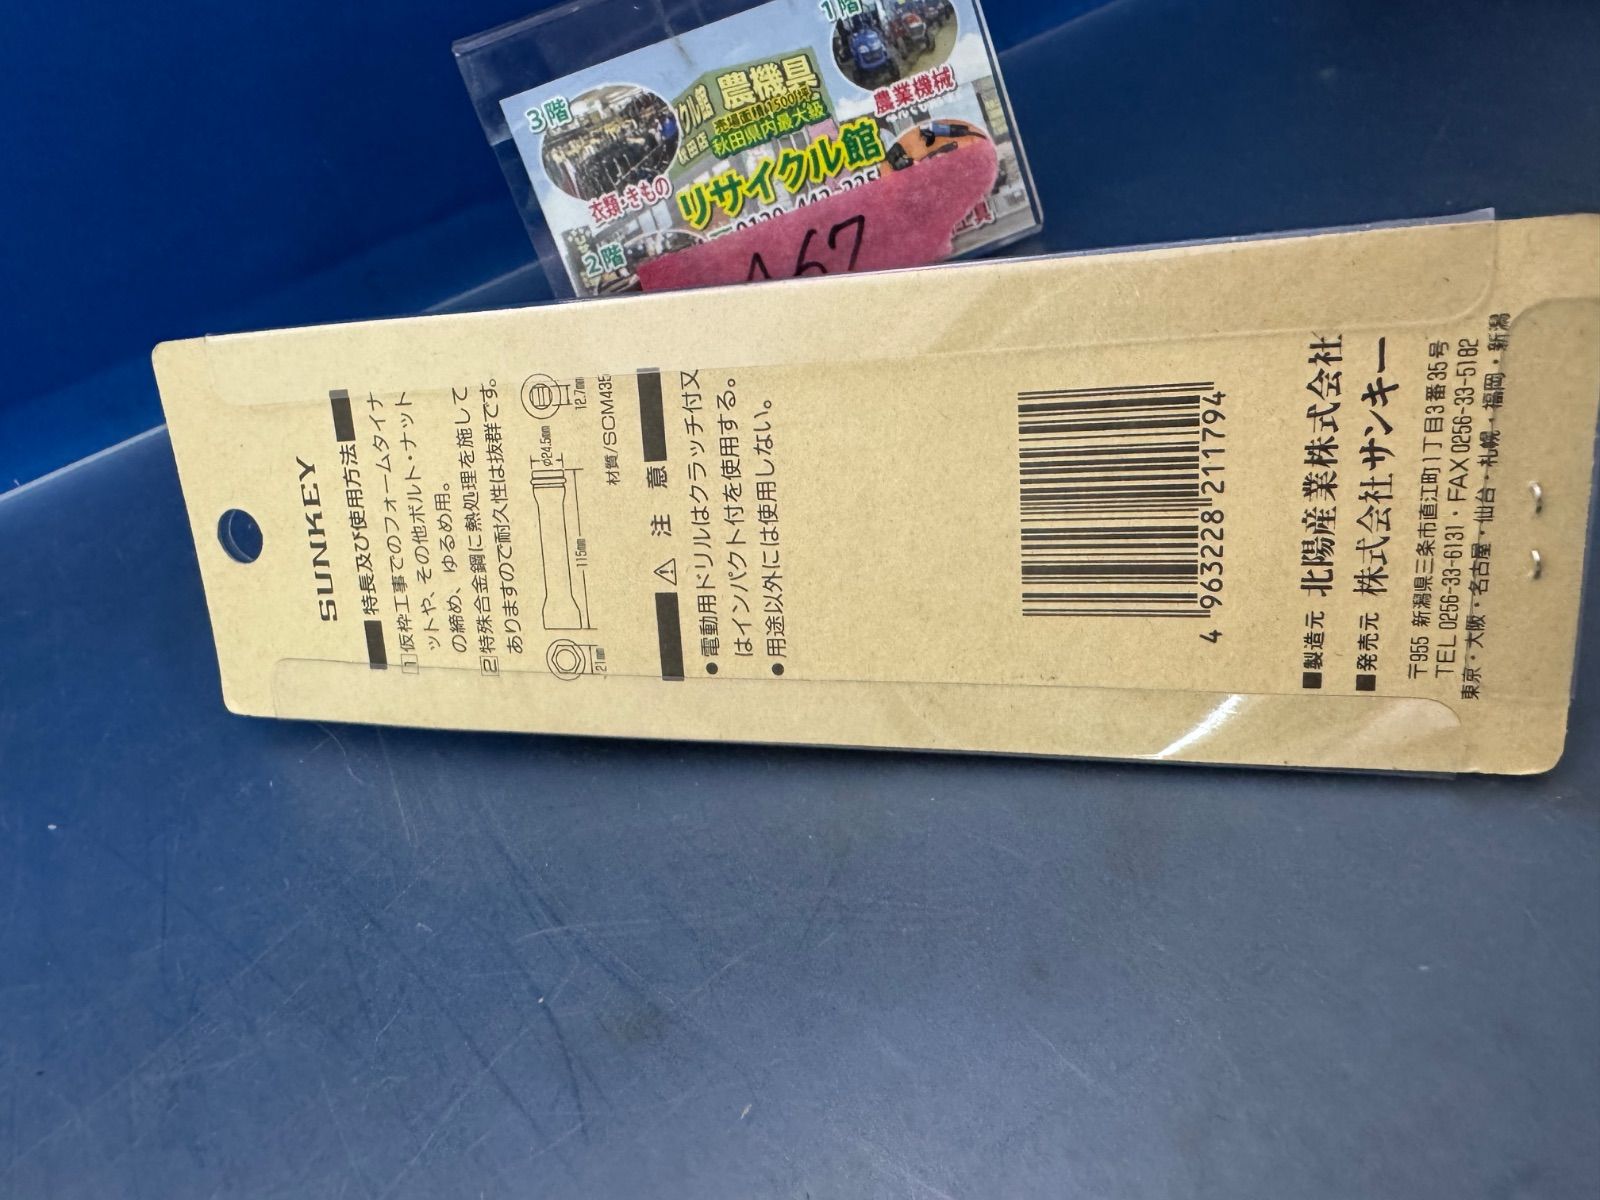 3階
衣類・きもの
2階
農機具
売場面積1500坪
秋田県内最大級
リサイクル館
秋田店
1階
農業機械
A67
SUNKEY
特長及び使用方法
1 仮枠工事でのフォームタイナ
ットや、その他ボルト・ナット
の締め、ゆるめ用。
2 特殊合金鋼に熱処理を施して
ありますので耐久性は抜群です。
21mm
115mm
φ24.5mm
12.7mm
材質/SCM435
⚠ 注 意
●電動用ドリルはクラッチ付又
はインパクト付を使用する。
●用途以外には使用しない。
4 963228 211794
■製造元 北陽産業株式会社
■発売元 株式会社サンキー
〒955 新潟県三条市直江町1丁目3番35号
TEL 0256-33-6131・FAX 0256-33-5182
東京・大阪・名古屋・仙台・札幌・福岡・新潟